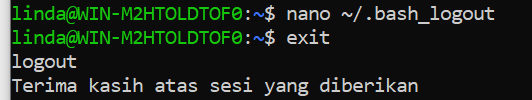 linda@WIN-M2HTOLDTOF0:~$ nano ~/.bash_logout
linda@WIN-M2HTOLDTOF0:~$ exit
logout
Terima kasih atas sesi yang diberikan